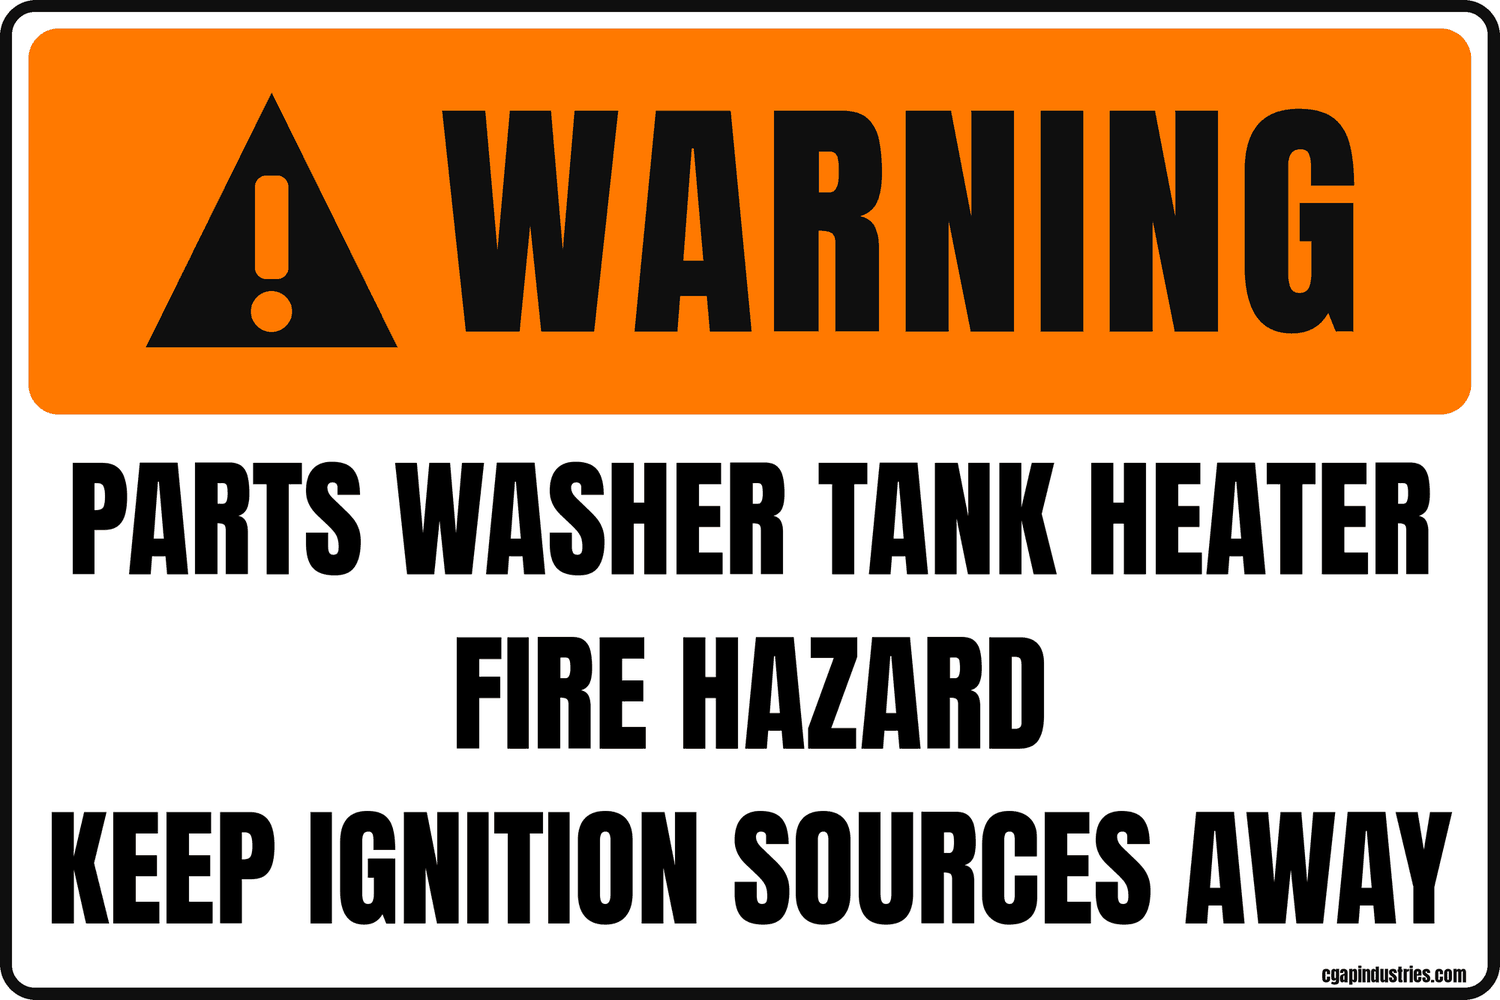 WARNING
PARTS WASHER TANK HEATER
FIRE HAZARD
KEEP IGNITION SOURCES AWAY
cgapindustries.com